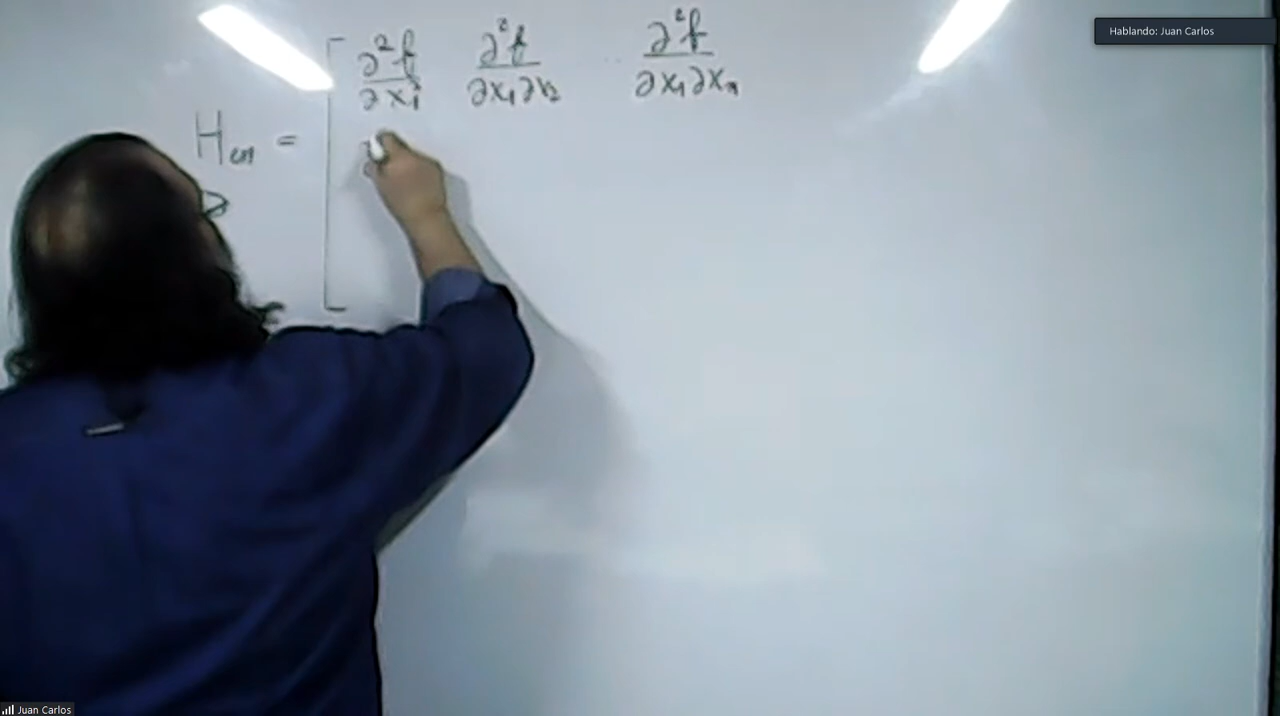 Hablando: Juan Carlos
∂²f/∂x₁² ∂²f/∂x₁∂x₂ ... ∂²f/∂x₁∂xₙ
H =
Juan Carlos